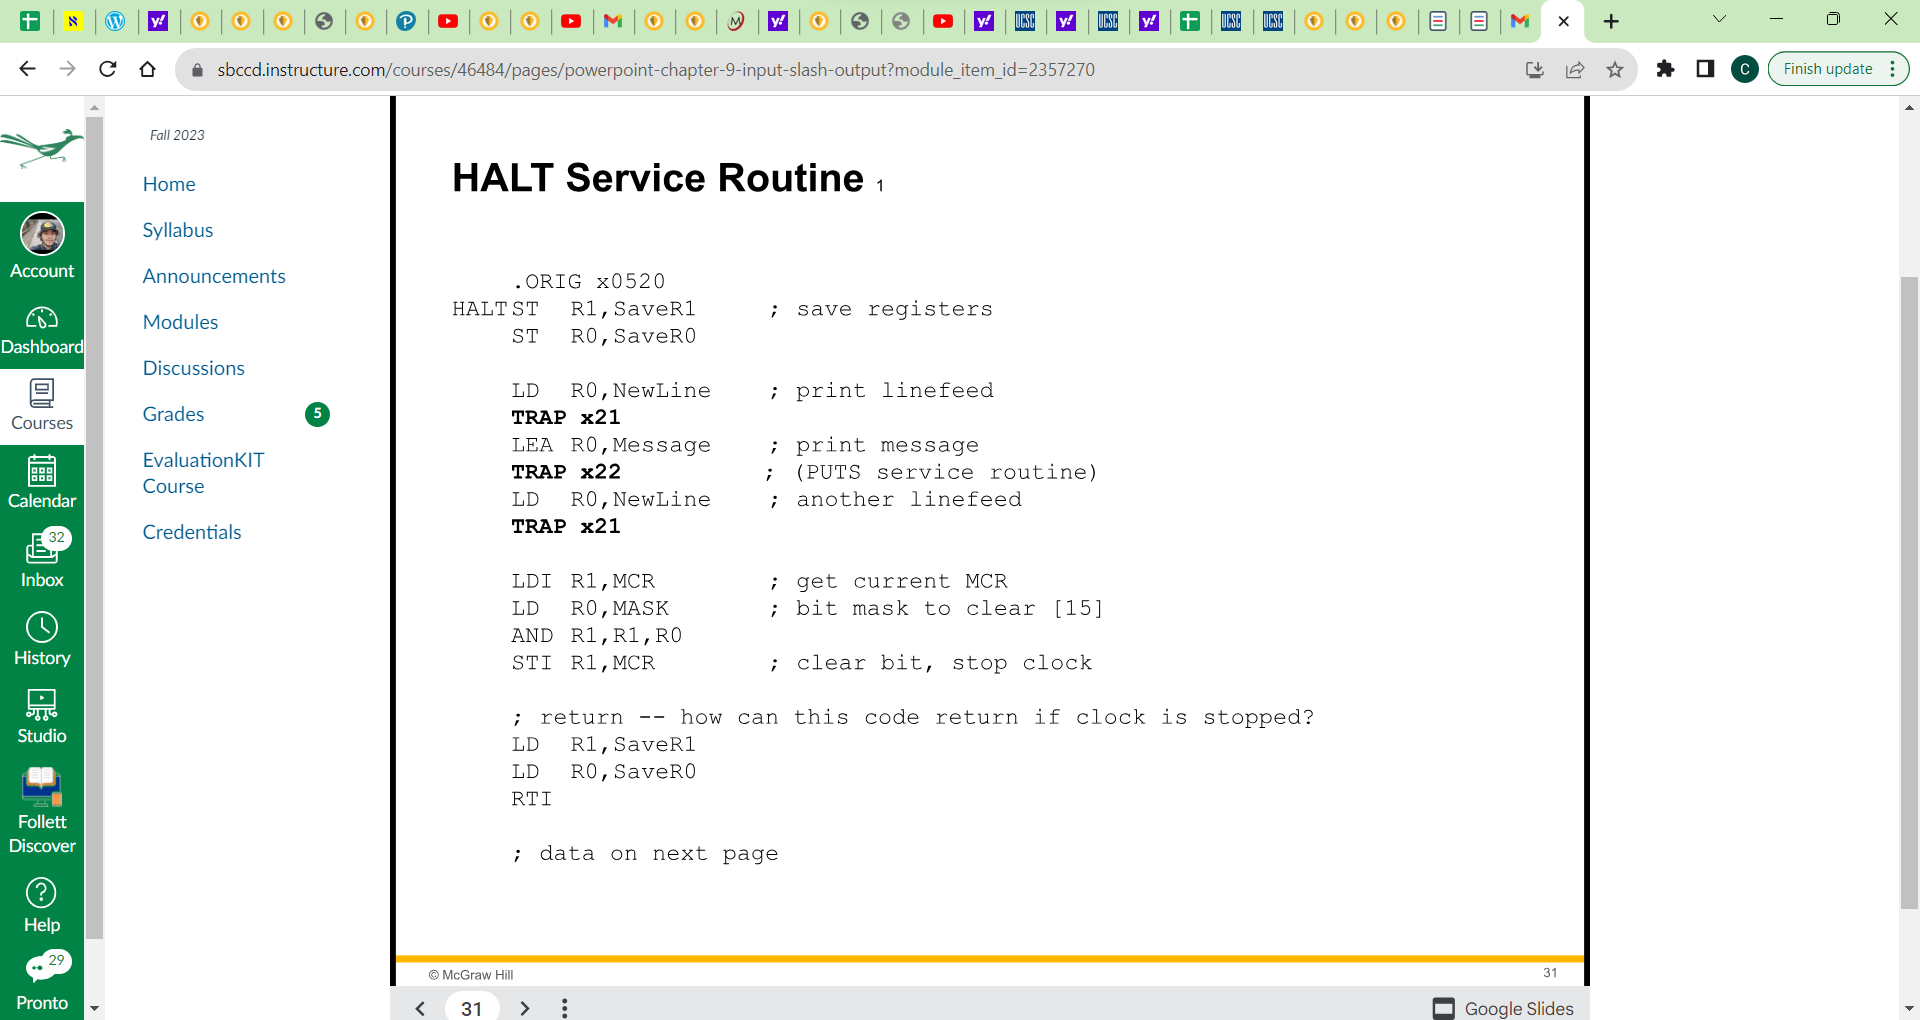 sbccd.instructure.com/courses/46484/pages/powerpoint-chapter-9-input-slash-output?module_item_id=2357270
C
Finish update
Account
Dashboard
Courses
Calendar
32
Inbox
History
Studio
Follett
Discover
Help
29
Pronto
Fall 2023
Home
Syllabus
Announcements
Modules
Discussions
Grades 5
EvaluationKIT
Course
Credentials
HALT Service Routine 1
.ORIG x0520
HALT ST R1,SaveR1 ; save registers
ST R0,SaveR0
LD R0,NewLine ; print linefeed
TRAP x21
LEA R0,Message ; print message
TRAP x22 ; (PUTS service routine)
LD R0,NewLine ; another linefeed
TRAP x21
LDI R1,MCR ; get current MCR
LD R0,MASK ; bit mask to clear [15]
AND R1,R1,R0
STI R1,MCR ; clear bit, stop clock
; return -- how can this code return if clock is stopped?
LD R1,SaveR1
LD R0,SaveR0
RTI
; data on next page
© McGraw Hill
31
31
Google Slides